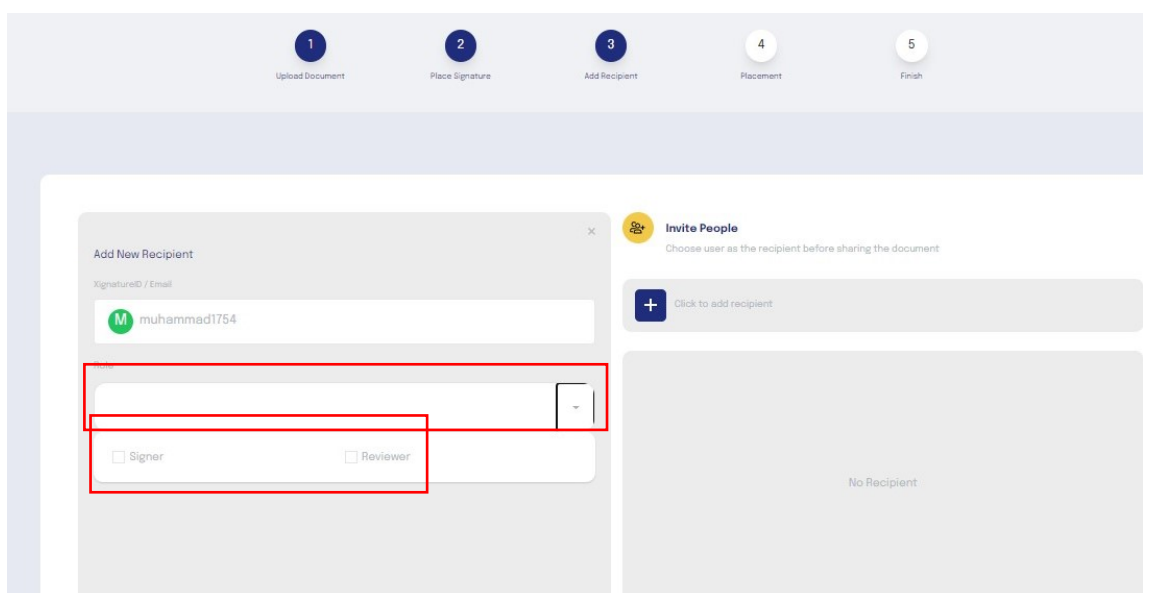 1
2
3
4
5
Upload Document
Place Signature
Add Recipient
Placement
Finish
×
Add New Recipient
XignatureID / Email
M
muhammad1754
Role
Signer
Reviewer
Invite People
Choose user as the recipient before sharing the document
+
Click to add recipient
No Recipient